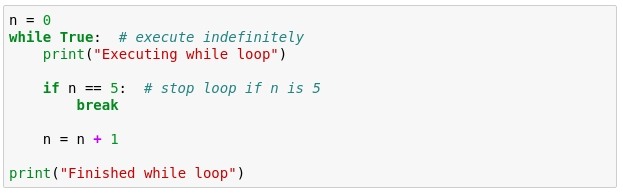 n = 0
while True:  # execute indefinitely
    print("Executing while loop")

    if n == 5:  # stop loop if n is 5
        break

    n = n + 1

print("Finished while loop")